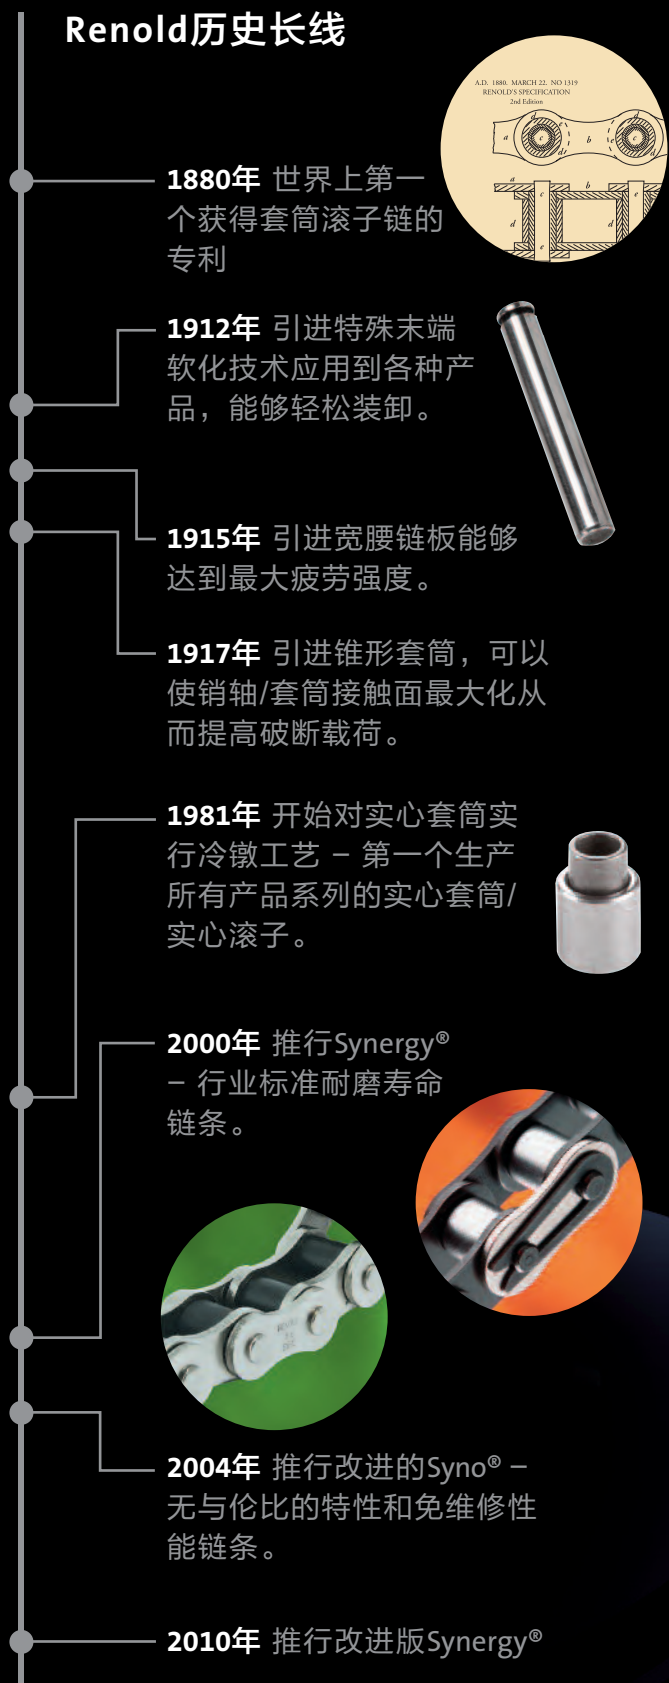 Renold历史长线
A.D. 1880. MARCH 22. NO 1319
RENOLD'S SPECIFICATION
2nd Edition
d
e
d
a
c
b
e
c
d
d
a
b
c
e
d
d
e
1880年 世界上第一
个获得套筒滚子链的
专利
1912年 引进特殊末端
软化技术应用到各种产
品，能够轻松装卸。
1915年 引进宽腰链板能够
达到最大疲劳强度。
1917年 引进锥形套筒，可以
使销轴/套筒接触面最大化从
而提高破断载荷。
1981年 开始对实心套筒实
行冷镦工艺 – 第一个生产
所有产品系列的实心套筒/
实心滚子。
2000年 推行Synergy®
– 行业标准耐磨寿命
链条。
2004年 推行改进的Syno® –
无与伦比的特性和免维修性
能链条。
2010年 推行改进版Synergy®